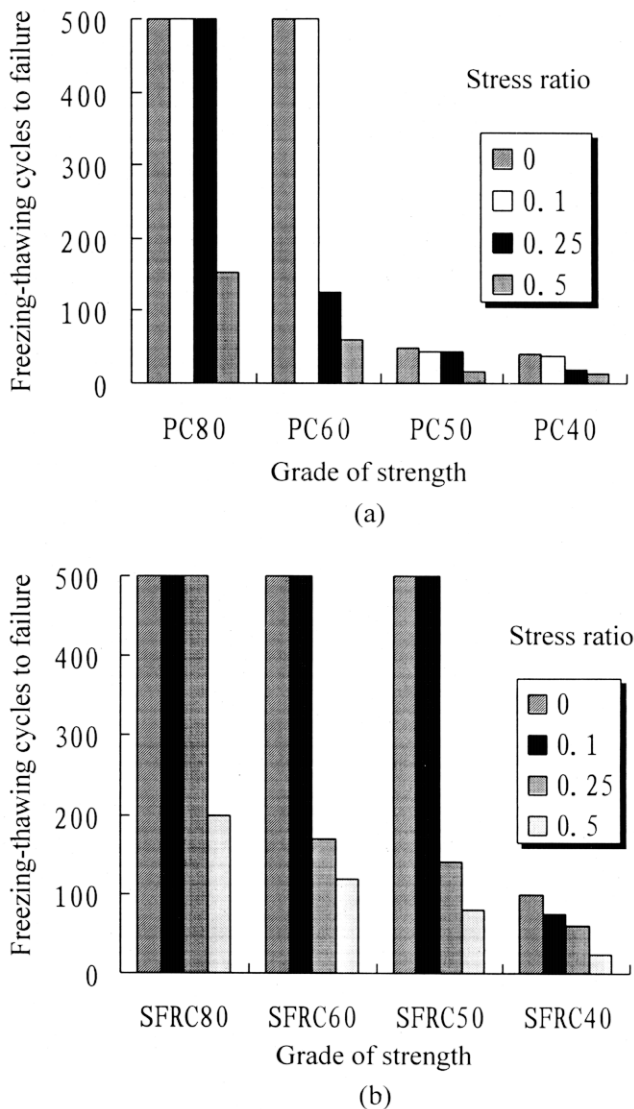 Freezing-thawing cycles to failure
500
400
300
200
100
0
Stress ratio
0
0.1
0.25
0.5
PC80 PC60 PC50 PC40
Grade of strength
(a)
Freezing-thawing cycles to failure
500
400
300
200
100
0
Stress ratio
0
0.1
0.25
0.5
SFRC80 SFRC60 SFRC50 SFRC40
Grade of strength
(b)